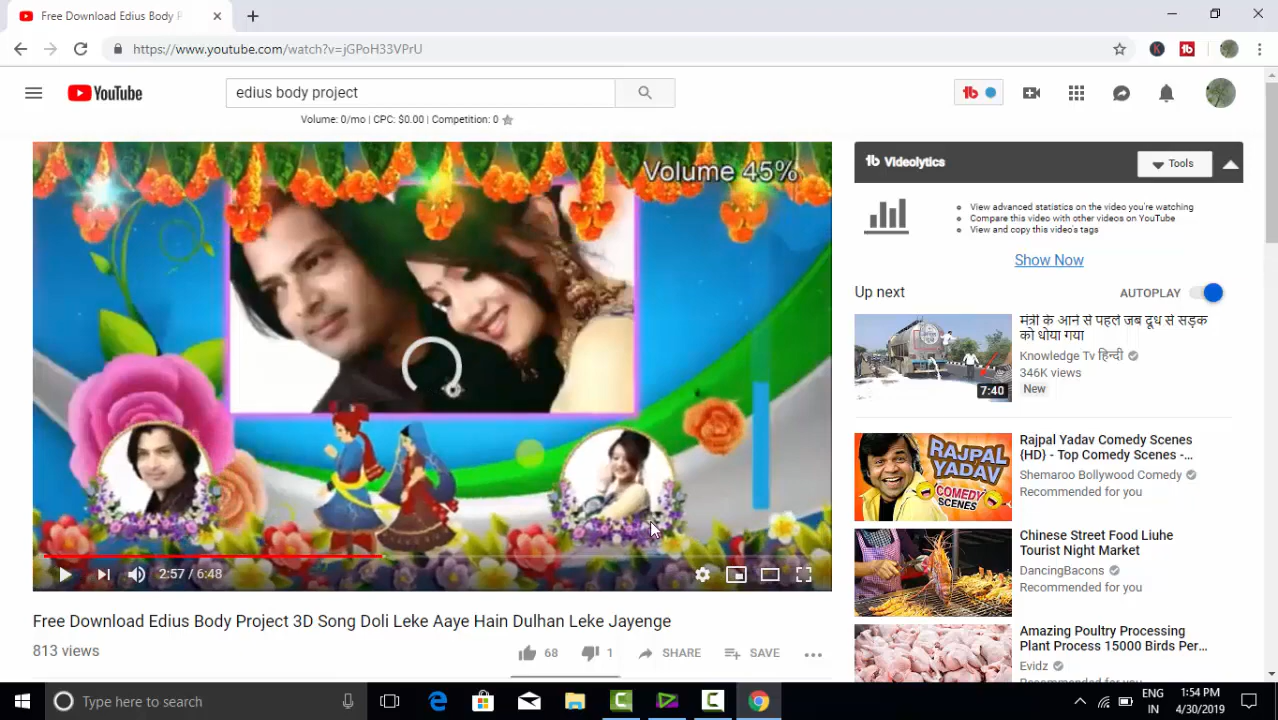 Free Download Edius Body P
https://www.youtube.com/watch?v=jGPoH33VPrU
YouTube
edius body project
Volume: 0/mo | CPC: $0.00 | Competition: 0
Volume 45%
2:57 / 6:48
Free Download Edius Body Project 3D Song Doli Leke Aaye Hain Dulhan Leke Jayenge
813 views
68
1
SHARE
SAVE
Videolytics
Tools
View advanced statistics on the video you're watching
Compare this video with other videos on YouTube
View and copy this video's tags
Show Now
Up next
AUTOPLAY
7:40
मंत्री के आने से पहले जब दूध से सड़क
को धोया गया
Knowledge Tv हिन्दी
346K views
New
RAJPAL
YADAV
COMEDY
SCENES
Rajpal Yadav Comedy Scenes
{HD} - Top Comedy Scenes -...
Shemaroo Bollywood Comedy
Recommended for you
Chinese Street Food Liuhe
Tourist Night Market
DancingBacons
Recommended for you
Amazing Poultry Processing
Plant Process 15000 Birds Per...
Evidz
Type here to search
ENG
IN
1:54 PM
4/30/2019